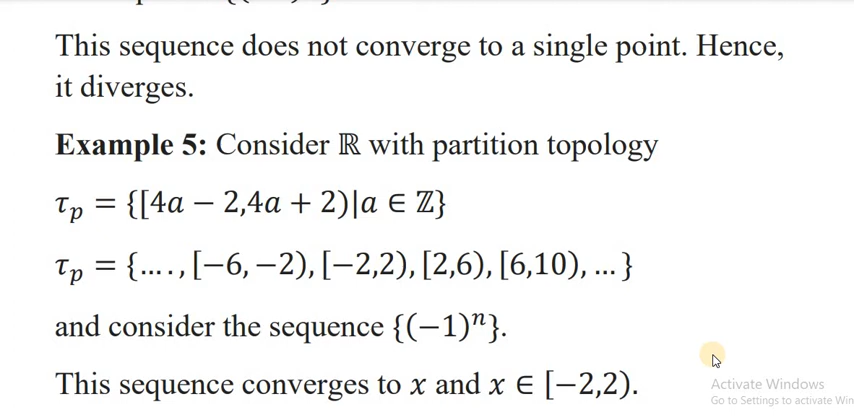 This sequence does not converge to a single point. Hence,
it diverges.
Example 5: Consider ℝ with partition topology
τₚ = {[4a − 2,4a + 2)|a ∈ ℤ}
τₚ = {…., [−6, −2), [−2,2), [2,6), [6,10), …}
and consider the sequence {(−1)ⁿ}.
This sequence converges to x and x ∈ [−2,2).
Activate Windows
Go to Settings to activate Win